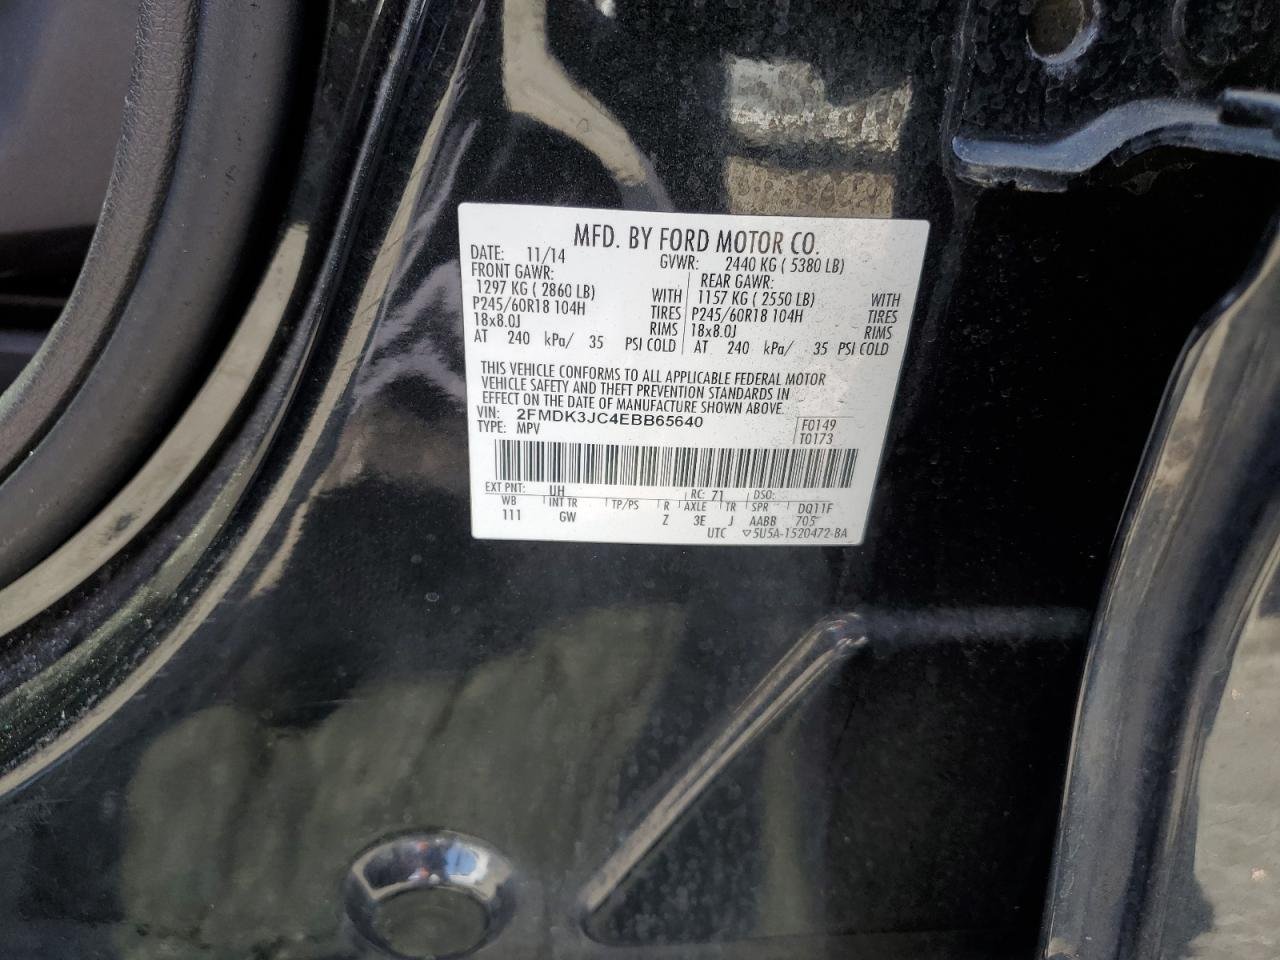 MFD. BY FORD MOTOR CO.
DATE: 11/14 GVWR: 2440 KG ( 5380 LB)
FRONT GAWR: REAR GAWR:
1297 KG ( 2860 LB) WITH 1157 KG ( 2550 LB) WITH
P245/60R18 104H TIRES P245/60R18 104H TIRES
18x8.0J RIMS 18x8.0J RIMS
AT 240 kPa/ 35 PSI COLD AT 240 kPa/ 35 PSI COLD
THIS VEHICLE CONFORMS TO ALL APPLICABLE FEDERAL MOTOR
VEHICLE SAFETY AND THEFT PREVENTION STANDARDS IN
EFFECT ON THE DATE OF MANUFACTURE SHOWN ABOVE.
VIN: 2FMDK3JC4EBB65640 F0149
TYPE: MPV T0173
EXT PNT: UH RC: 71 DSO:
WB INT TR TP/PS R AXLE TR SPR DQ11F
111 GW Z 3E J AABB 705
UTC ▽5U5A-1520472-BA